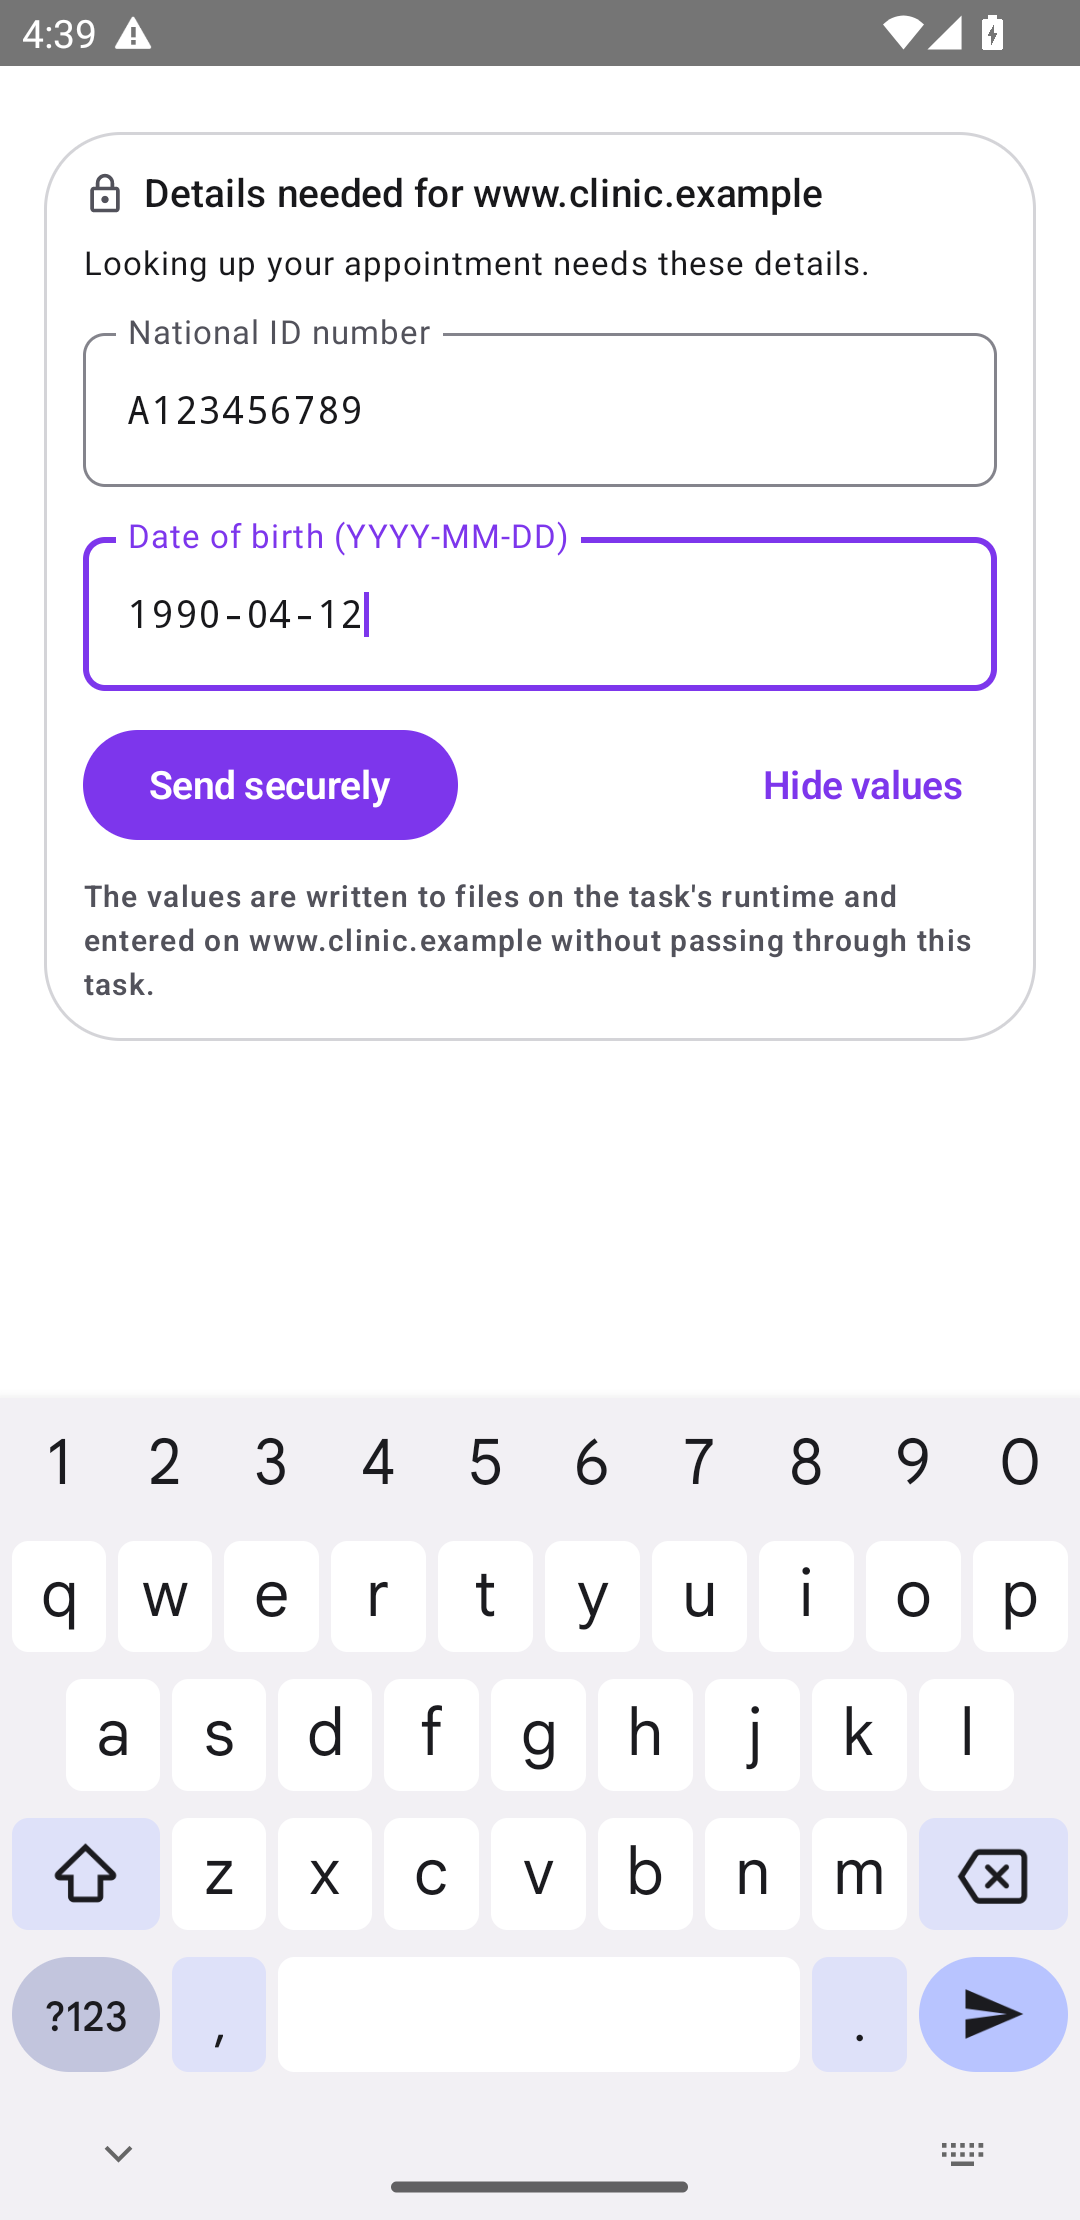 4:39
Details needed for www.clinic.example
Looking up your appointment needs these details.
National ID number
A123456789
Date of birth (YYYY-MM-DD)
1990-04-12
Send securely
Hide values
The values are written to files on the task's runtime and
entered on www.clinic.example without passing through this
task.
1 2 3 4 5 6 7 8 9 0
q w e r t y u i o p
a s d f g h j k l
z x c v b n m
?123 , .